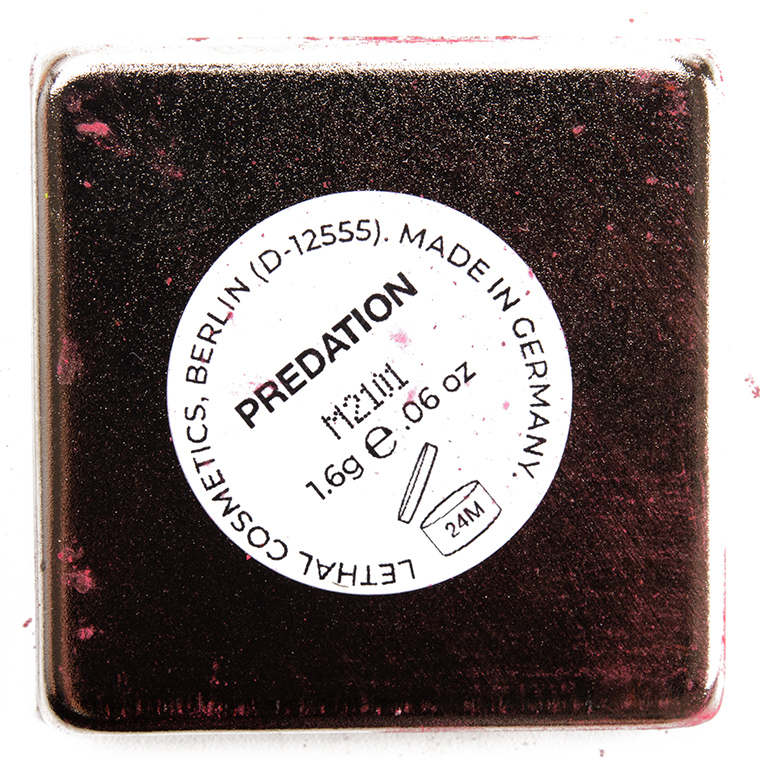 LETHAL COSMETICS, BERLIN (D-12555). MADE IN GERMANY.
PREDATION
M2101
1.6g e .06 oz
24M